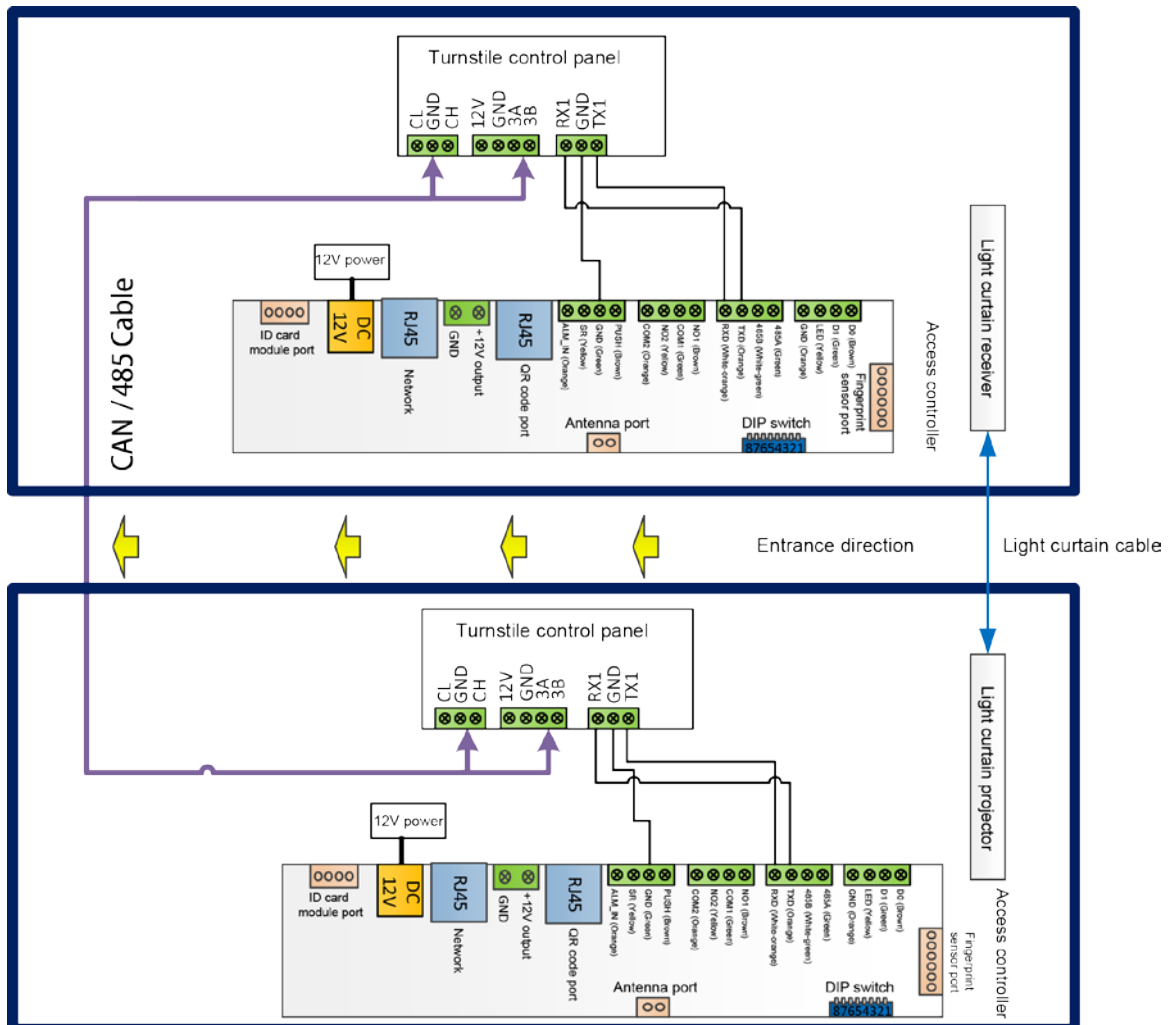 Turnstile control panel
CL
GND
CH
12V
GND
3A
3B
RX1
GND
TX1
12V power
ID card
module port
DC
12V
RJ45
Network
GND
+12V output
RJ45
QR code port
ALM_IN (Orange)
SR (Yellow)
GND (Green)
PUSH (Brown)
COM2 (Orange)
NO2 (Yellow)
COM1 (Green)
NO1 (Brown)
RXD (White-orange)
TXD (Orange)
485B (White-green)
485A (Green)
GND (Orange)
LED (Yellow)
D1 (Green)
D0 (Brown)
Fingerprint
sensor port
Access controller
Antenna port
DIP switch
87654321
Light curtain receiver
CAN / 485 Cable
Entrance direction
Light curtain cable
Turnstile control panel
CL
GND
CH
12V
GND
3A
3B
RX1
GND
TX1
Light curtain projector
12V power
ID card
module port
DC
12V
RJ45
Network
GND
+12V output
RJ45
QR code port
ALM_IN (Orange)
SR (Yellow)
GND (Green)
PUSH (Brown)
COM2 (Orange)
NO2 (Yellow)
COM1 (Green)
NO1 (Brown)
RXD (White-orange)
TXD (Orange)
485B (White-green)
485A (Green)
GND (Orange)
LED (Yellow)
D1 (Green)
D0 (Brown)
Fingerprint
sensor port
Access controller
Antenna port
DIP switch
87654321